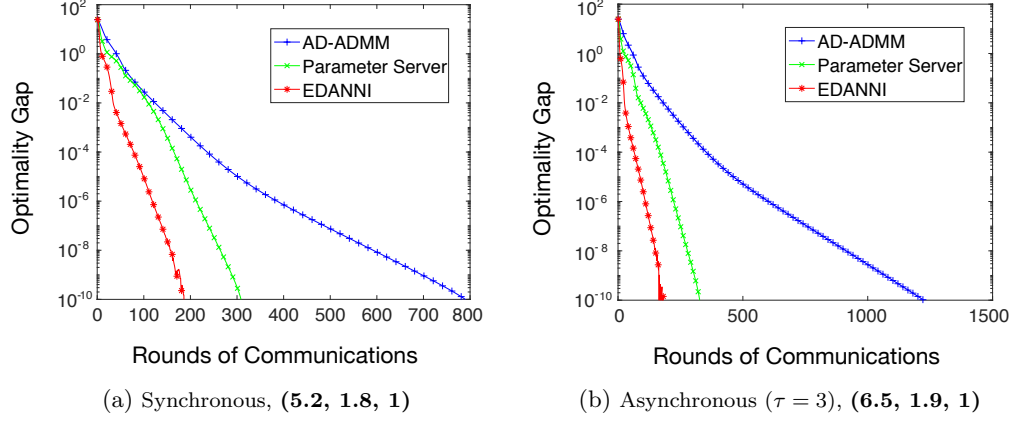 10^2
10^0
10^-2
10^-4
10^-6
10^-8
10^-10
Optimality Gap
AD-ADMM
Parameter Server
EDANNI
0 100 200 300 400 500 600 700 800
Rounds of Communications
(a) Synchronous, (5.2, 1.8, 1)
10^2
10^0
10^-2
10^-4
10^-6
10^-8
10^-10
Optimality Gap
AD-ADMM
Parameter Server
EDANNI
0 500 1000 1500
Rounds of Communications
(b) Asynchronous (τ = 3), (6.5, 1.9, 1)